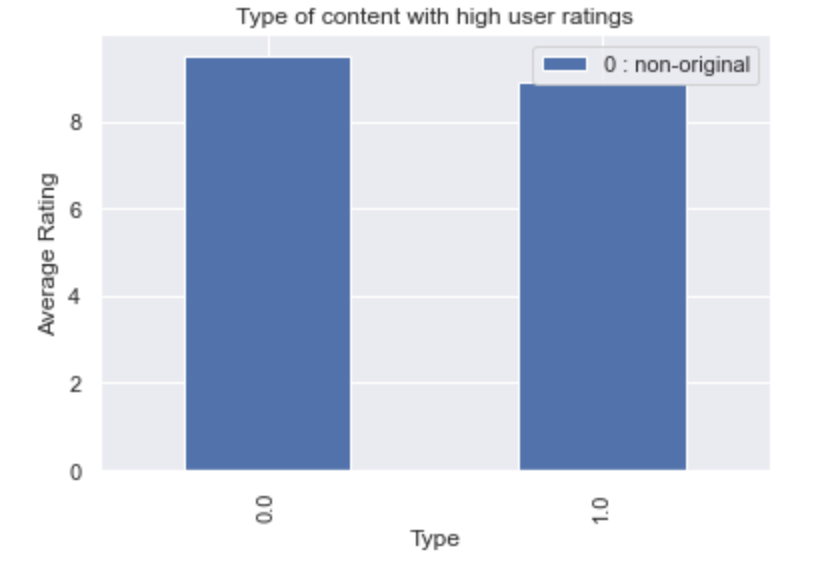 Type of content with high user ratings
0 : non-original
8
6
4
2
0
Average Rating
0.0
1.0
Type